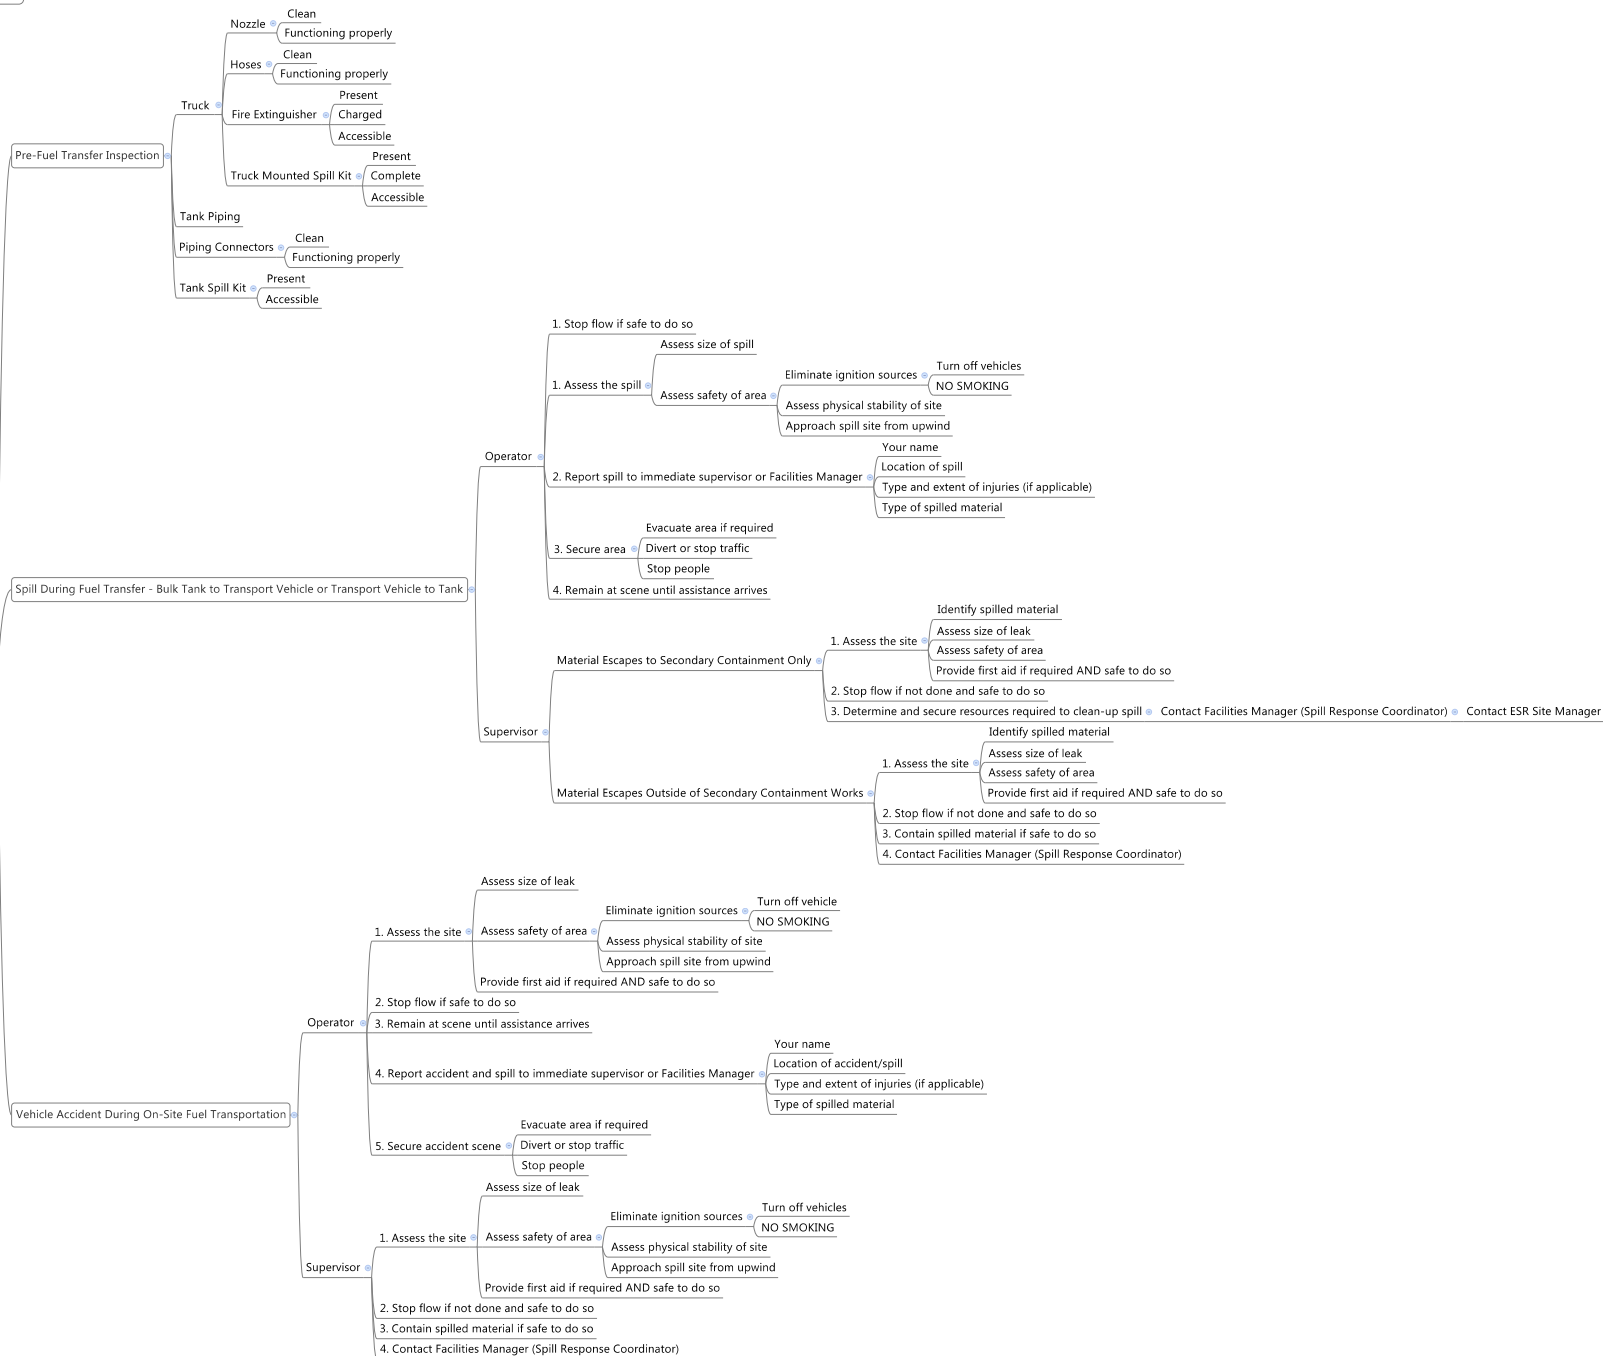 Clean
Nozzle
Functioning properly
Clean
Hoses
Functioning properly
Present
Truck
Fire Extinguisher
Charged
Accessible
Pre-Fuel Transfer Inspection
Present
Truck Mounted Spill Kit
Complete
Accessible
Tank Piping
Clean
Piping Connectors
Functioning properly
Present
Tank Spill Kit
Accessible
1. Stop flow if safe to do so
Assess size of spill
Turn off vehicles
Eliminate ignition sources
1. Assess the spill
NO SMOKING
Assess safety of area
Assess physical stability of site
Approach spill site from upwind
Your name
Operator
Location of spill
2. Report spill to immediate supervisor or Facilities Manager
Type and extent of injuries (if applicable)
Type of spilled material
Evacuate area if required
3. Secure area
Divert or stop traffic
Stop people
4. Remain at scene until assistance arrives
Spill During Fuel Transfer - Bulk Tank to Transport Vehicle or Transport Vehicle to Tank
Identify spilled material
Assess size of leak
1. Assess the site
Assess safety of area
Material Escapes to Secondary Containment Only
Provide first aid if required AND safe to do so
2. Stop flow if not done and safe to do so
3. Determine and secure resources required to clean-up spill
Contact Facilities Manager (Spill Response Coordinator)
Contact ESR Site Manager
Supervisor
Identify spilled material
Assess size of leak
1. Assess the site
Assess safety of area
Material Escapes Outside of Secondary Containment Works
Provide first aid if required AND safe to do so
2. Stop flow if not done and safe to do so
3. Contain spilled material if safe to do so
4. Contact Facilities Manager (Spill Response Coordinator)
Assess size of leak
Turn off vehicle
Eliminate ignition sources
NO SMOKING
1. Assess the site
Assess safety of area
Assess physical stability of site
Approach spill site from upwind
Provide first aid if required AND safe to do so
2. Stop flow if safe to do so
Operator
3. Remain at scene until assistance arrives
Your name
Location of accident/spill
4. Report accident and spill to immediate supervisor or Facilities Manager
Type and extent of injuries (if applicable)
Type of spilled material
Vehicle Accident During On-Site Fuel Transportation
Evacuate area if required
5. Secure accident scene
Divert or stop traffic
Stop people
Assess size of leak
Turn off vehicles
Eliminate ignition sources
NO SMOKING
1. Assess the site
Assess safety of area
Assess physical stability of site
Supervisor
Approach spill site from upwind
Provide first aid if required AND safe to do so
2. Stop flow if not done and safe to do so
3. Contain spilled material if safe to do so
4. Contact Facilities Manager (Spill Response Coordinator)